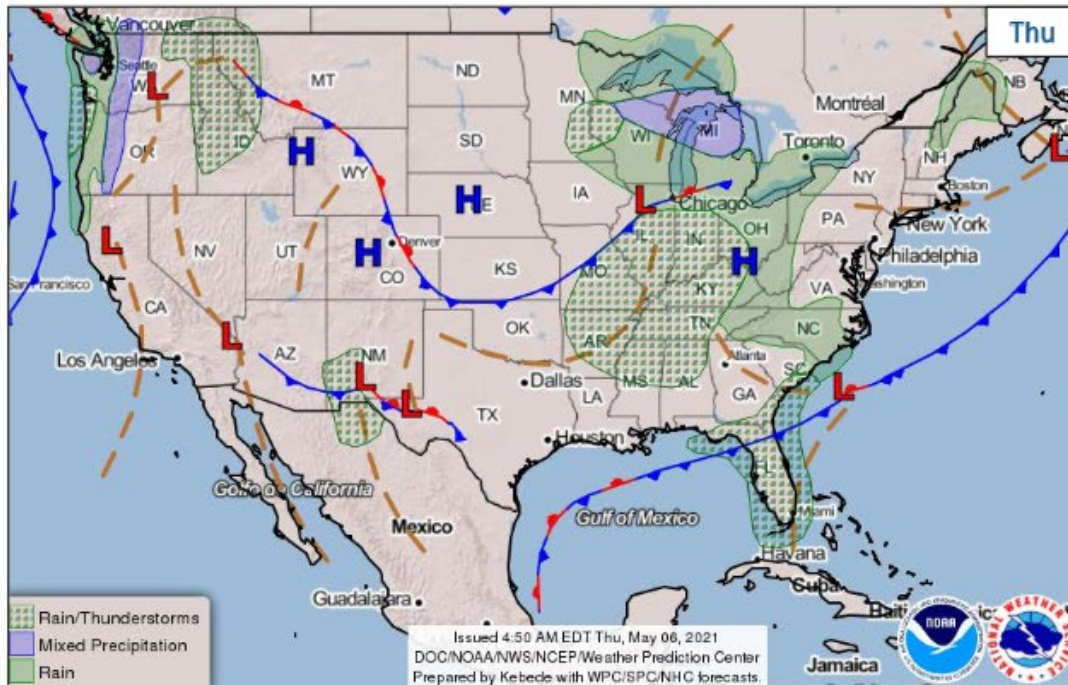 Thu
Vancouver
Seattle
W
MT
ND
MN
Montréal
NB
OR
ID
WY
SD
WI
MI
Toronto
NH
Boston
NY
IA
Chicago
H
H
E
L
L
L
New York
PA
OH
Philadelphia
NV
UT
H
Denver
CO
KS
MO
IL
IN
H
KY
VA
Washington
San Francisco
CA
L
L
OK
TN
NC
Los Angeles
AZ
NM
AR
Atlanta
SC
L
L
L
Dallas
MS
AL
GA
L
TX
LA
Houston
FL
Golfo de California
Mexico
Gulf of Mexico
Miami
Havana
Cuba
Guadalajara
Jamaica
Rain/Thunderstorms
Mixed Precipitation
Rain
Issued 4:50 AM EDT Thu, May 06, 2021
DOC/NOAA/NWS/NCEP/Weather Prediction Center
Prepared by Kebede with WPC/SPC/NHC forecasts.
NOAA
NATIONAL WEATHER SERVICE